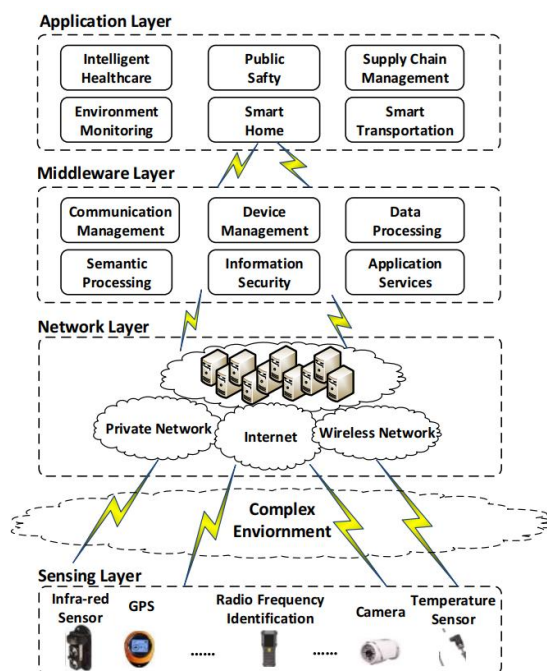 Application Layer
Intelligent
Healthcare
Public
Safty
Supply Chain
Management
Environment
Monitoring
Smart
Home
Smart
Transportation
Middleware Layer
Communication
Management
Device
Management
Data
Processing
Semantic
Processing
Information
Security
Application
Services
Network Layer
Private Network
Internet
Wireless Network
Complex
Enviornment
Sensing Layer
Infra-red
Sensor
GPS
......
Radio Frequency
Identification
......
Camera
Temperature
Sensor